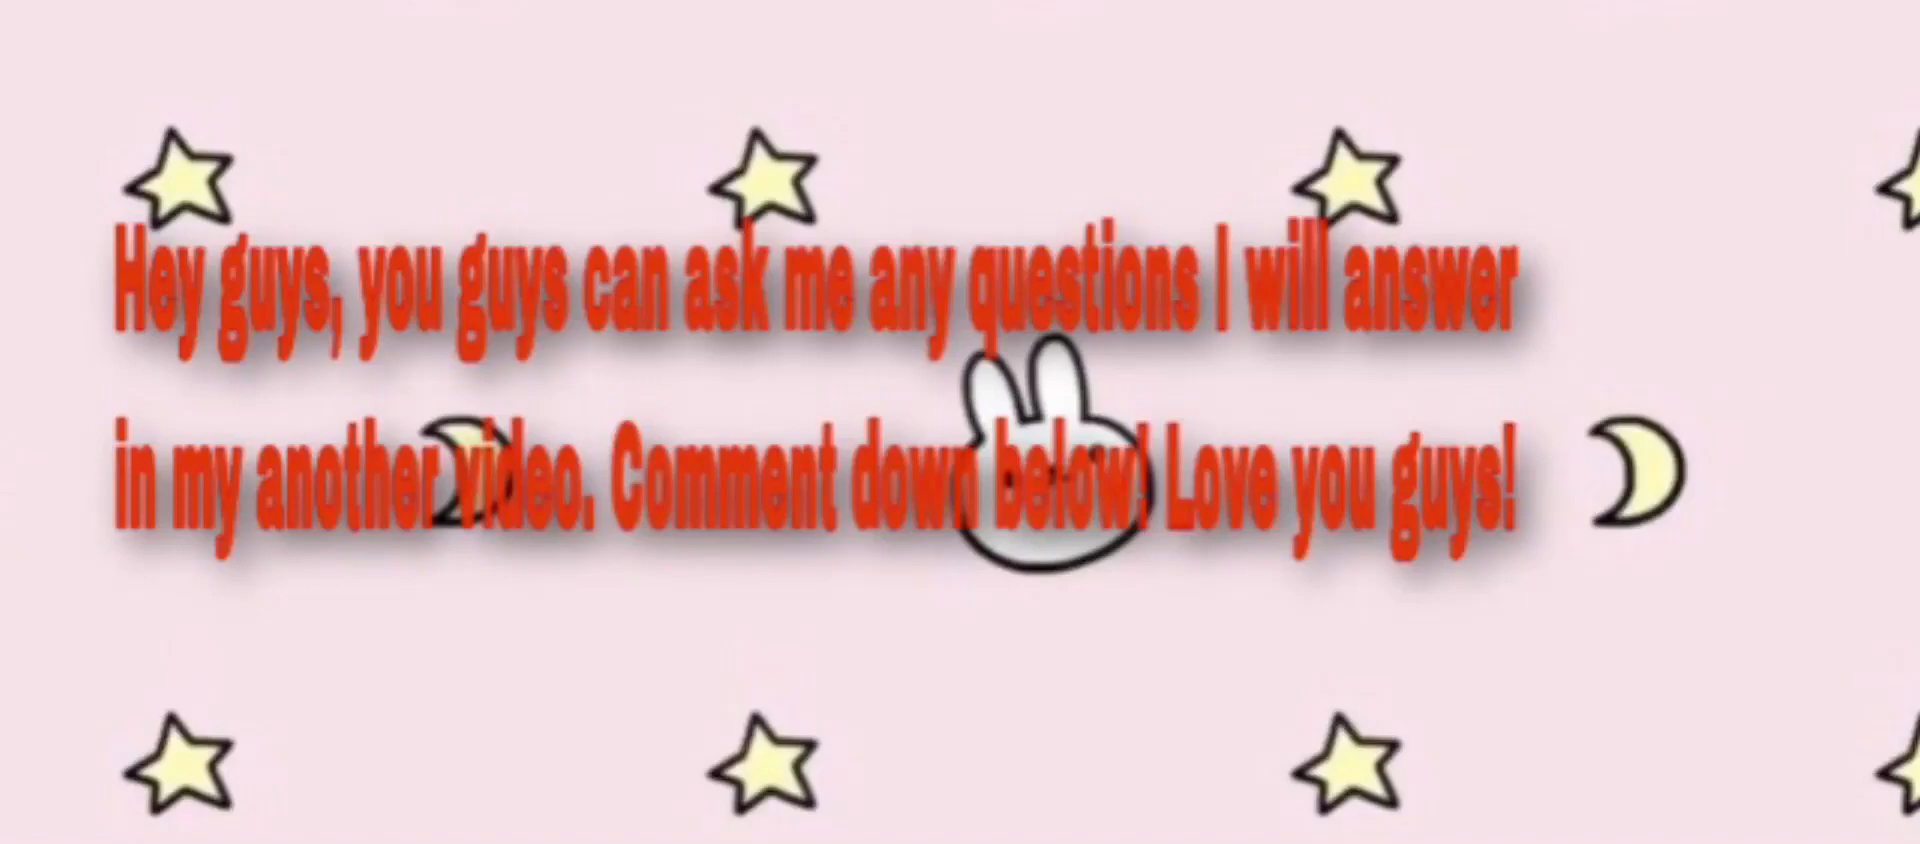 Hey guys, you guys can ask me any questions I will answer
in my another video. Comment down below! Love you guys!